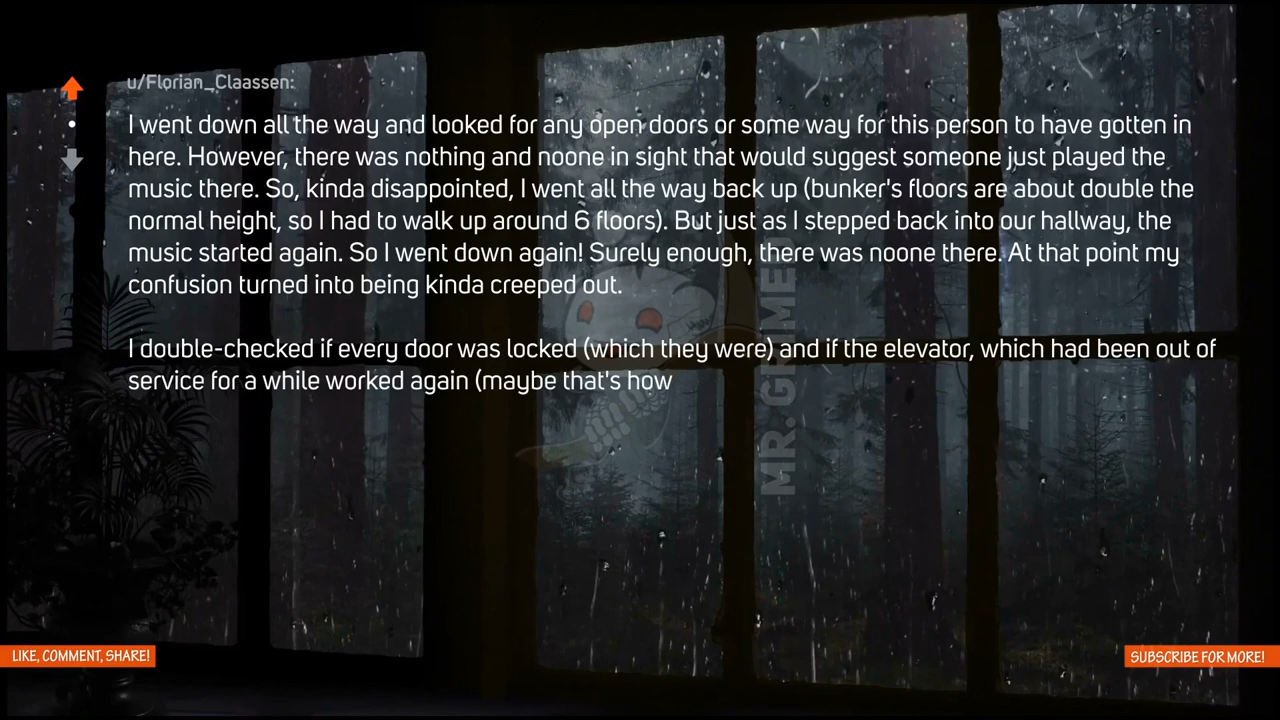 u/Florian_Claassen:
I went down all the way and looked for any open doors or some way for this person to have gotten in
here. However, there was nothing and noone in sight that would suggest someone just played the
music there. So, kinda disappointed, I went all the way back up (bunker's floors are about double the
normal height, so I had to walk up around 6 floors). But just as I stepped back into our hallway, the
music started again. So I went down again! Surely enough, there was noone there. At that point my
confusion turned into being kinda creeped out.
I double-checked if every door was locked (which they were) and if the elevator, which had been out of
service for a while worked again (maybe that's how
MR. GRIMES
LIKE, COMMENT, SHARE!
SUBSCRIBE FOR MORE!